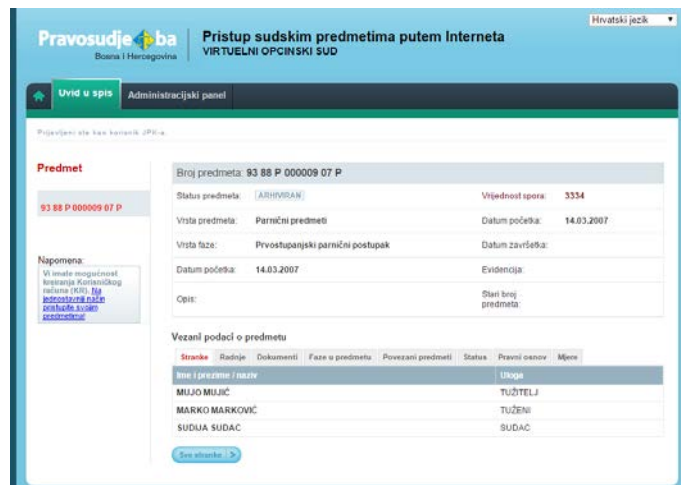 Hrvatski jezik
Pravosudje ba
Bosna i Hercegovina
Pristup sudskim predmetima putem Interneta
VIRTUELNI OPCINSKI SUD
Uvid u spis Administracijski panel
Prijavljeni ste kao korisnik JPK-a.
Predmet
93 88 P 000009 07 P
Napomena:
Vi imate mogućnost
kreiranja Korisničkog
računa (KR). Na
jednostavniji način
pristupite svojim
predmetima!
Broj predmeta: 93 88 P 000009 07 P
Status predmeta: ARHIVIRAN Vrijednost spora: 3334
Vrsta predmeta: Parnični predmeti Datum početka: 14.03.2007
Vrsta faze: Prvostupanjski parnični postupak Datum završetka:
Datum početka: 14.03.2007 Evidencija:
Opis: Stari broj
predmeta:
Vezani podaci o predmetu
Stranke Radnje Dokumenti Faze u predmetu Povezani predmeti Status Pravni osnov Mjere
Ime i prezime / naziv Uloga
MUJO MUJIĆ TUŽITELJ
MARKO MARKOVIĆ TUŽENI
SUDIJA SUDAC SUDAC
Sve stranke >